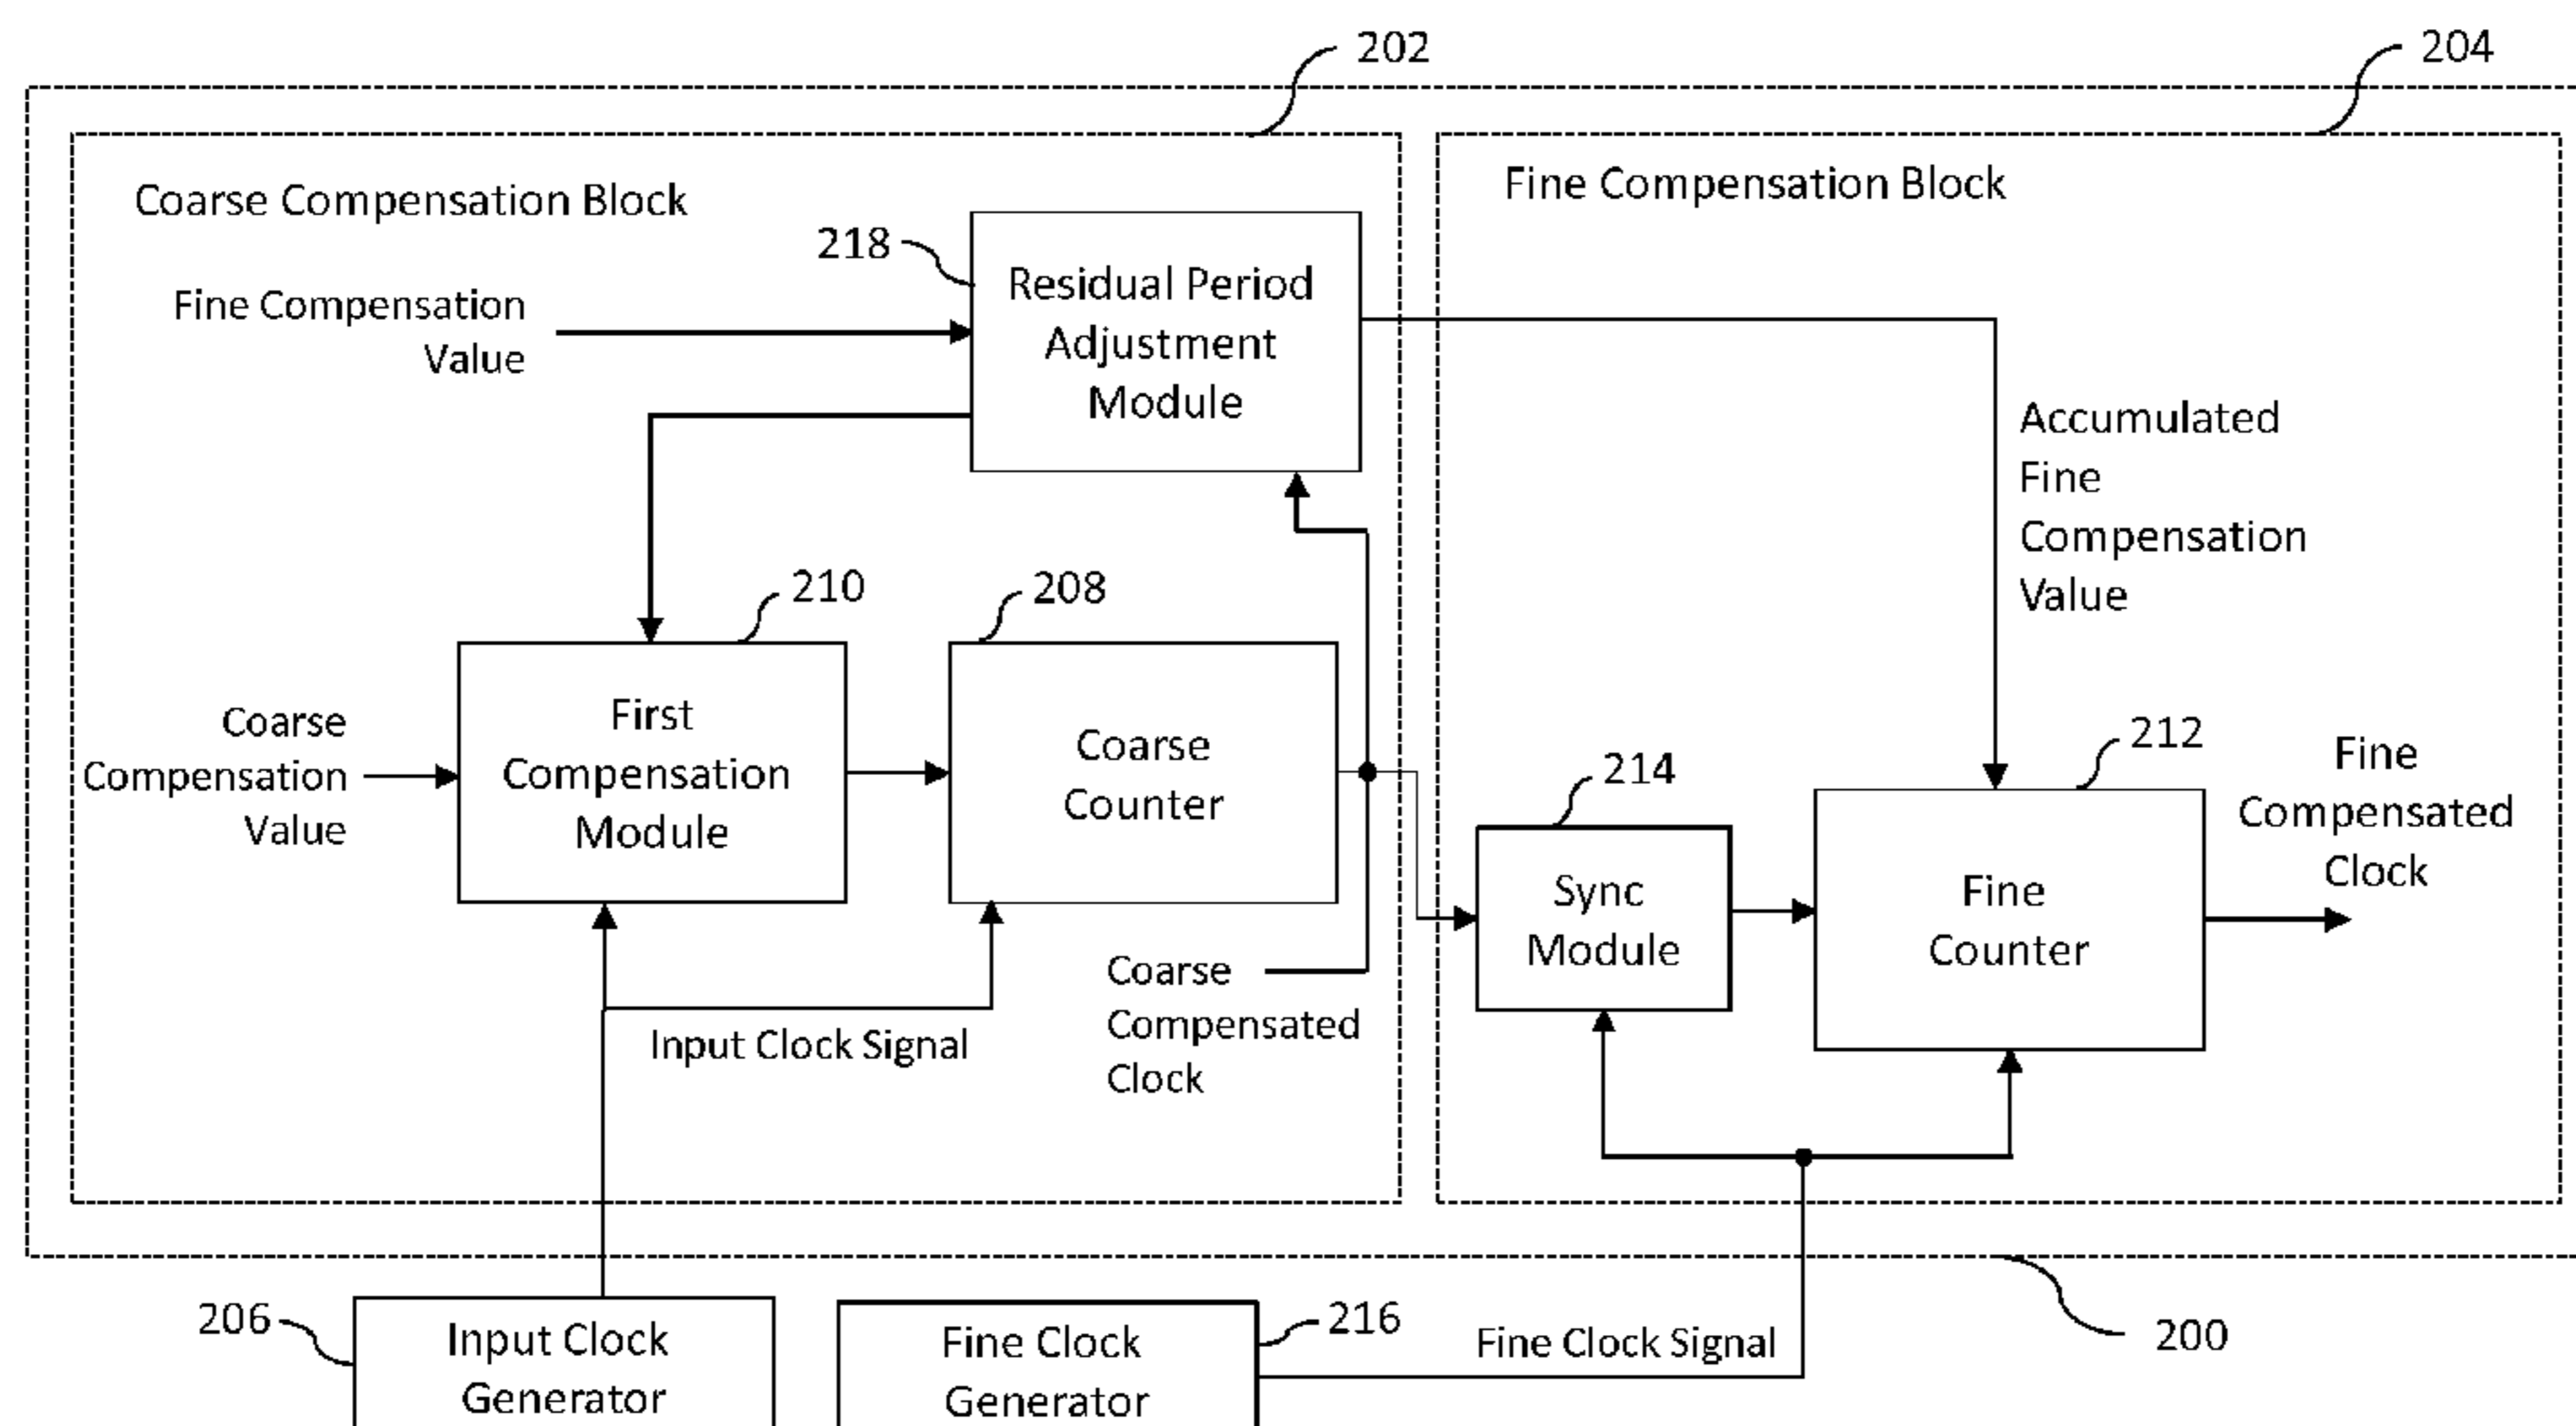 202
204
Coarse Compensation Block
Fine Compensation Block
218
Residual Period
Adjustment
Module
Fine Compensation
Value
Accumulated
Fine
Compensation
Value
210
208
First
Compensation
Module
Coarse
Counter
Coarse
Compensation
Value
214
212
Sync
Module
Fine
Counter
Fine
Compensated
Clock
Input Clock Signal
Coarse
Compensated
Clock
206
Input Clock
Generator
Fine Clock
Generator
216
Fine Clock Signal
200